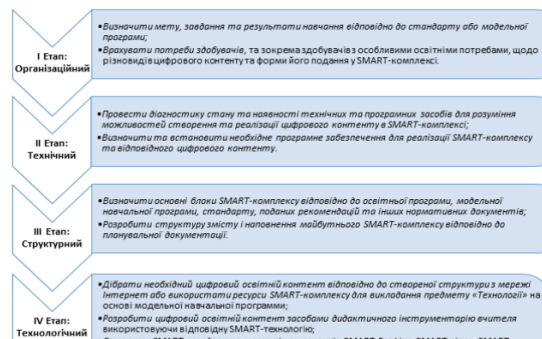 •Визначити мету, завдання та результати навчання відповідно до стандарту або модельної
програми;
•Врахувати потреби здобувачів, та зокрема здобувачів з особливими освітніми потребами, щодо
різновидів цифрового контенту та форми його подання у SMART-комплексі.
І Етап:
Організаційний
•Провести діагностику стану та наявності технічних та програмних засобів для розуміння
можливостей створення та реалізації цифрового контенту в SMART-комплексі;
•Визначити та встановити необхідне програмне забезпечення для реалізації SMART-комплексу
та відповідного цифрового контенту.
ІІ Етап:
Технічний
•Визначити основні блоки SMART-комплексу відповідно до освітньої програми, модельної
навчальної програми, стандарту, поданих рекомендацій та інших нормативних документів;
•Розробити структуру змісту і наповнення майбутнього SMART-комплексу відповідно до
планувальної документації.
ІІІ Етап:
Структурний
•Дібрати необхідний цифровий освітній контент відповідно до створеної структури з мережі
Інтернет або використати ресурси SMART-комплексу для викладання предмету «Технології» на
основі модельної навчальної программи;
•Розробити цифровий освітній контент засобами дидактичного інструментарію вчителя
використовуючи відповідну SMART-технологію;
IV Етап:
Технологічний